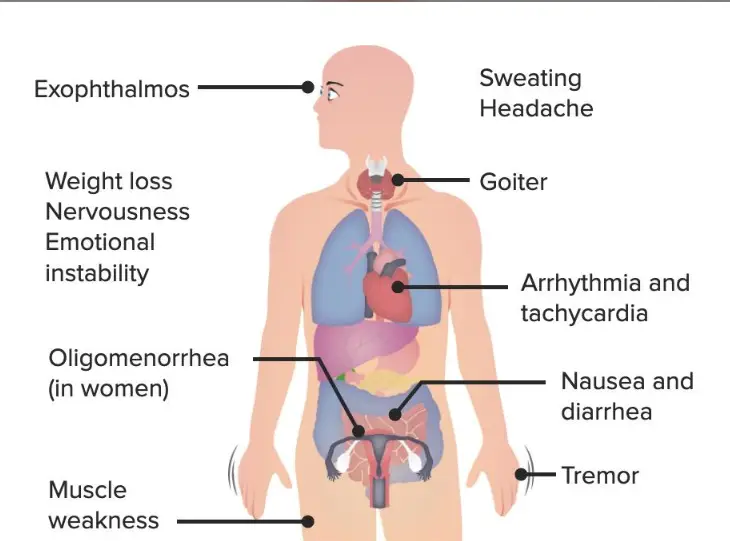 Exophthalmos
Sweating
Headache
Weight loss
Nervousness
Emotional
instability
Goiter
Arrhythmia and
tachycardia
Oligomenorrhea
(in women)
Nausea and
diarrhea
Tremor
Muscle
weakness